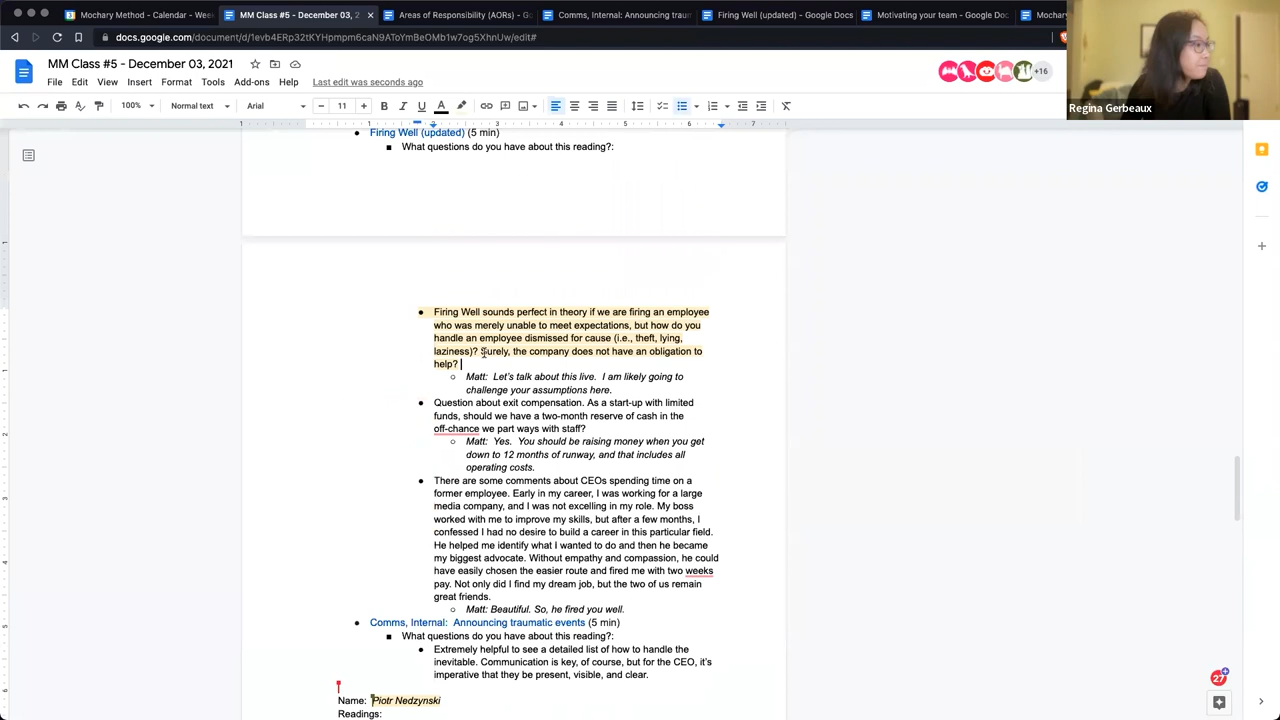 Mochary Method - Calendar - Week
MM Class #5 - December 03, 2
Areas of Responsibility (AORs) - G
Comms, Internal: Announcing traum
Firing Well (updated) - Google Docs
Motivating your team - Google Doc
Mochary
docs.google.com/document/d/1evb4ERp32tKYHpmpm6caN9AToYmBeOMb1w7og5XhnUw/edit#
MM Class #5 - December 03, 2021
+16
File Edit View Insert Format Tools Add-ons Help Last edit was seconds ago
100% Normal text Arial 11
Regina Gerbeaux
1 1 2 3 4 5 6 7
Firing Well (updated) (5 min)
What questions do you have about this reading?:
Firing Well sounds perfect in theory if we are firing an employee
who was merely unable to meet expectations, but how do you
handle an employee dismissed for cause (i.e., theft, lying,
laziness)? Surely, the company does not have an obligation to
help?
Matt: Let's talk about this live. I am likely going to
challenge your assumptions here.
Question about exit compensation. As a start-up with limited
funds, should we have a two-month reserve of cash in the
off-chance we part ways with staff?
Matt: Yes. You should be raising money when you get
down to 12 months of runway, and that includes all
operating costs.
There are some comments about CEOs spending time on a
former employee. Early in my career, I was working for a large
media company, and I was not excelling in my role. My boss
worked with me to improve my skills, but after a few months, I
confessed I had no desire to build a career in this particular field.
He helped me identify what I wanted to do and then he became
my biggest advocate. Without empathy and compassion, he could
have easily chosen the easier route and fired me with two weeks
pay. Not only did I find my dream job, but the two of us remain
great friends.
Matt: Beautiful. So, he fired you well.
Comms, Internal: Announcing traumatic events (5 min)
What questions do you have about this reading?:
Extremely helpful to see a detailed list of how to handle the
inevitable. Communication is key, of course, but for the CEO, it's
imperative that they be present, visible, and clear.
Name: Piotr Nedzynski
Readings:
27